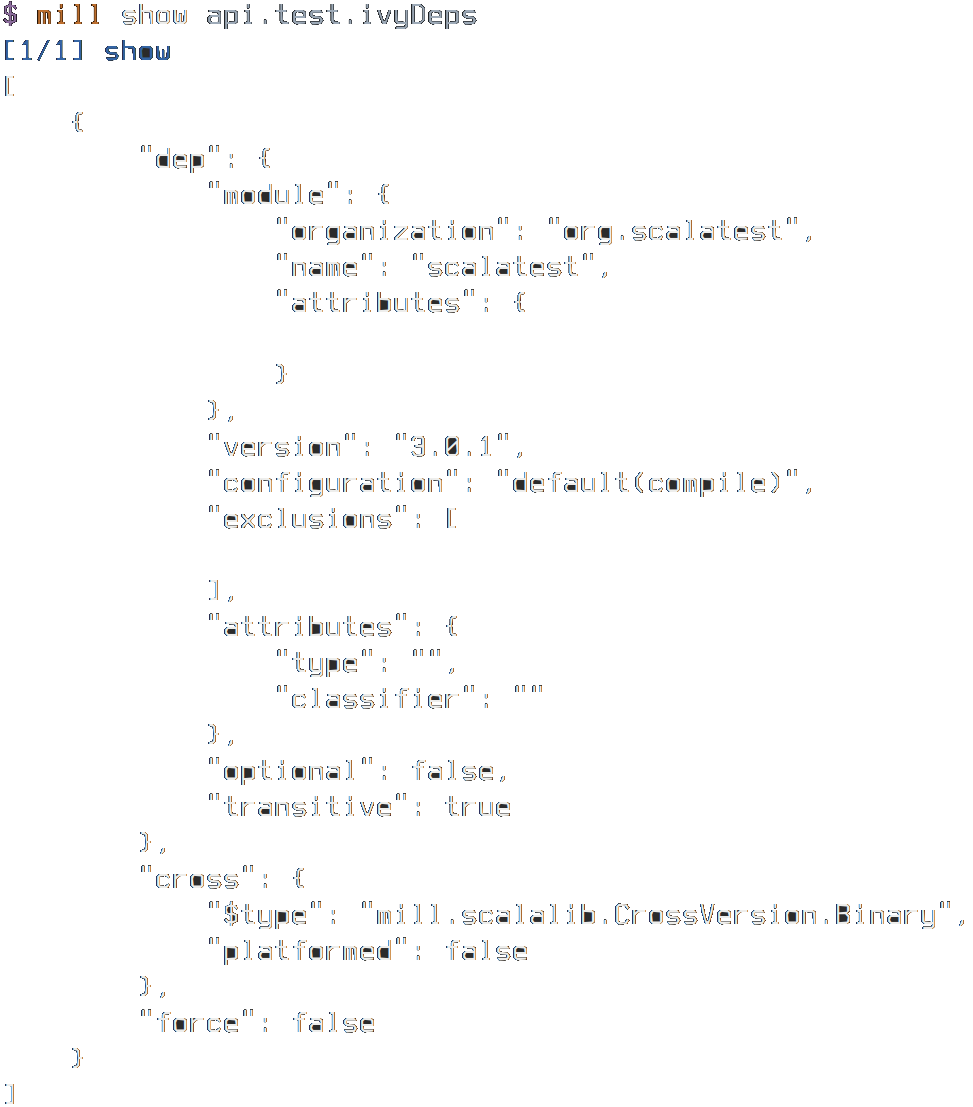 $ mill show api.test.ivyDeps
[1/1] show
[
    {
        "dep": {
            "module": {
                "organization": "org.scalatest",
                "name": "scalatest",
                "attributes": {

                }
            },
            "version": "3.0.1",
            "configuration": "default(compile)",
            "exclusions": [

            ],
            "attributes": {
                "type": "",
                "classifier": ""
            },
            "optional": false,
            "transitive": true
        },
        "cross": {
            "$type": "mill.scalalib.CrossVersion.Binary",
            "platformed": false
        },
        "force": false
    }
]